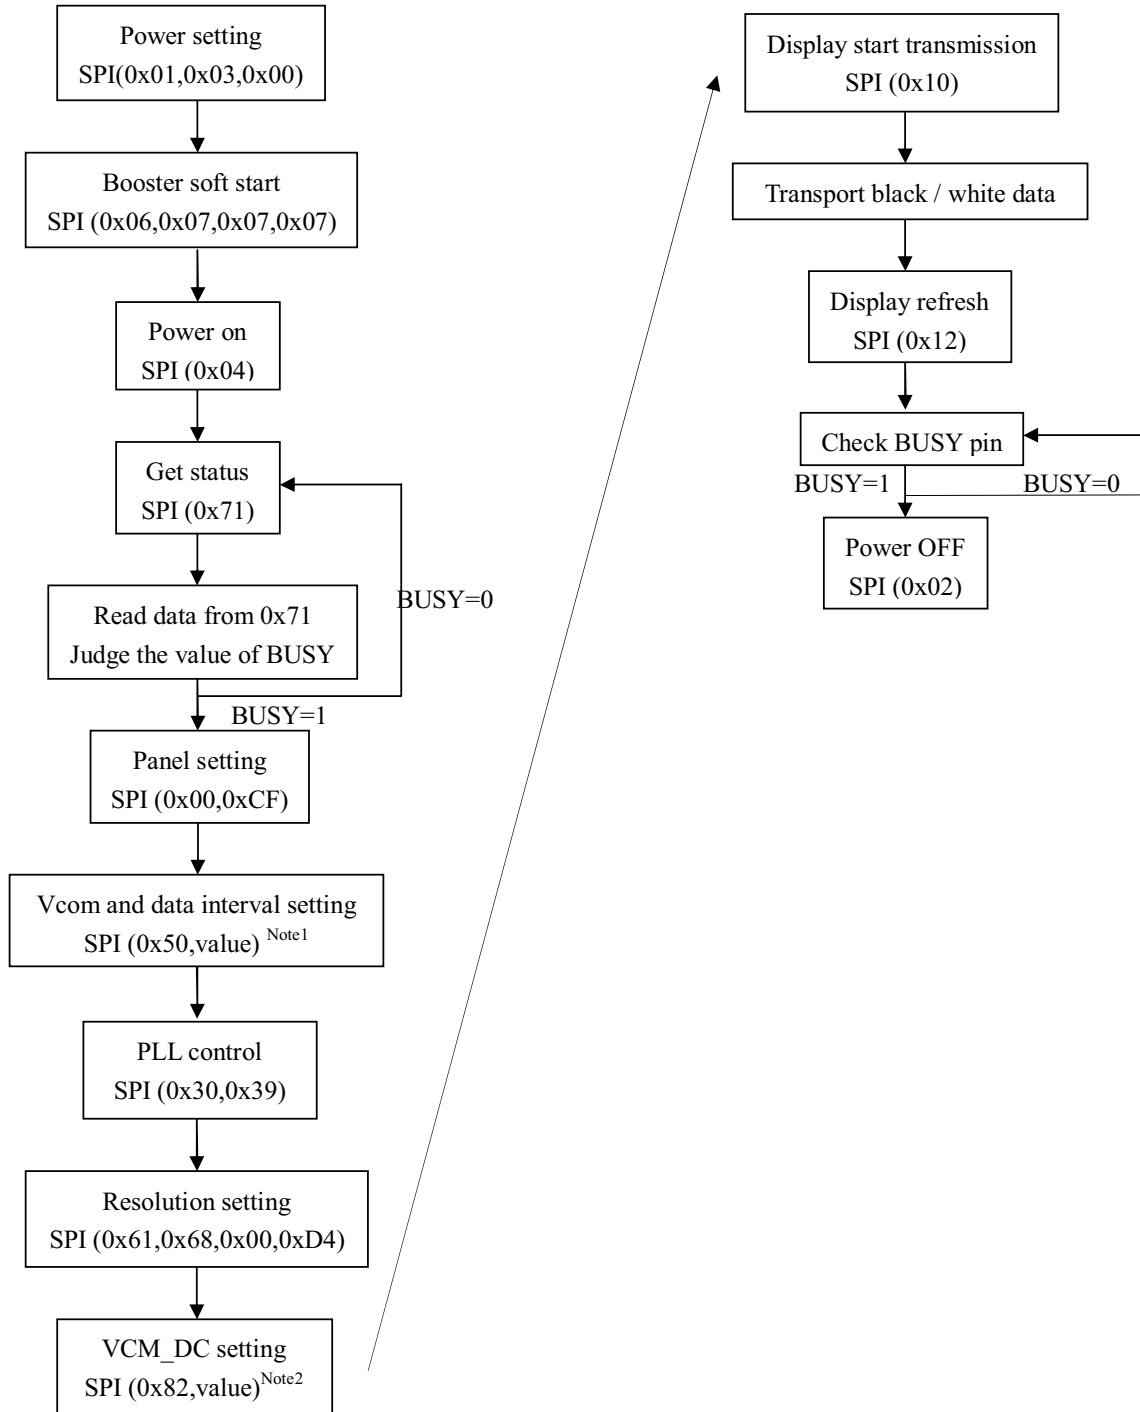 Power setting
SPI(0x01,0x03,0x00)
Booster soft start
SPI (0x06,0x07,0x07,0x07)
Power on
SPI (0x04)
Get status
SPI (0x71)
Read data from 0x71
Judge the value of BUSY
BUSY=0
BUSY=1
Panel setting
SPI (0x00,0xCF)
Vcom and data interval setting
SPI (0x50,value) Note1
PLL control
SPI (0x30,0x39)
Resolution setting
SPI (0x61,0x68,0x00,0xD4)
VCM_DC setting
SPI (0x82,value)Note2
Display start transmission
SPI (0x10)
Transport black / white data
Display refresh
SPI (0x12)
Check BUSY pin
BUSY=1
BUSY=0
Power OFF
SPI (0x02)